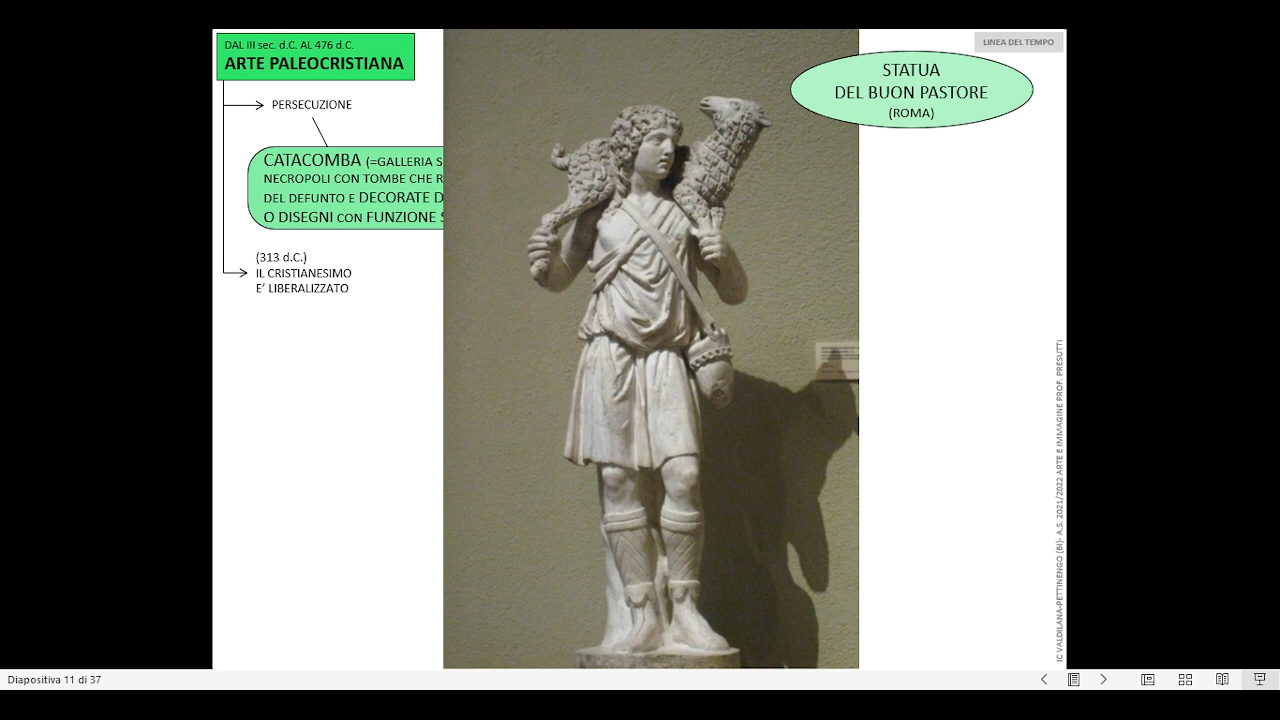 DAL III sec. d.C. AL 476 d.C.
ARTE PALEOCRISTIANA
PERSECUZIONE
CATACOMBA (=GALLERIA S
NECROPOLI CON TOMBE CHE R
DEL DEFUNTO E DECORATE D
O DISEGNI CON FUNZIONE S
(313 d.C.)
IL CRISTIANESIMO
E' LIBERALIZZATO
LINEA DEL TEMPO
STATUA
DEL BUON PASTORE
(ROMA)
IC VALDILANA-PETTINENGO (BI)- A.S. 2021/2022 ARTE E IMMAGINE PROF. PRESUTTI
Diapositiva 11 di 37